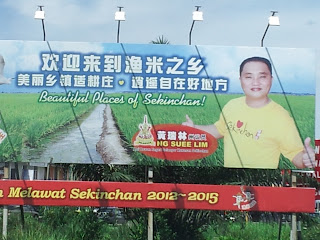 欢迎来到渔米之乡
美丽乡镇适耕庄 · 逍遥自在好地方
Beautiful Places of Sekinchan!
黄瑞林
NG SUEE LIM
Melawat Sekinchan 2012~2015